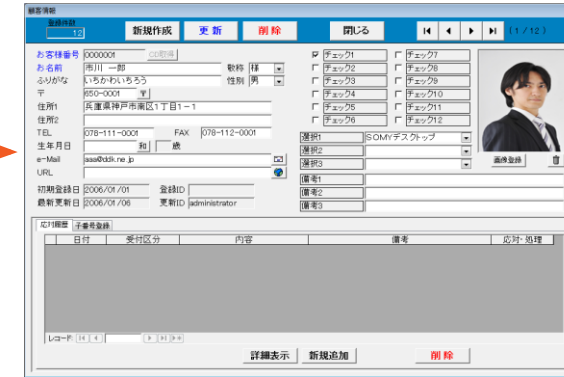 顧客情報
登録件数
12
新規作成 更 新 削 除 閉じる (1/12)
お客様番号 0000001 CD取得
お名前 市川 一郎 敬称 様
ふりがな いちかわいちろう 性別 男
〒 650-0001 〒
住所1 兵庫県神戸市南区1丁目1-1
住所2
TEL 078-111-0001 FAX 078-112-0001
生年月日 和 歳
e-Mail aaa@ddk.ne.jp
URL
初期登録日 2006/01/01 登録ID
最新更新日 2006/01/06 更新ID administrator
チェック1 チェック7
チェック2 チェック8
チェック3 チェック9
チェック4 チェック10
チェック5 チェック11
チェック6 チェック12
選択1 SOMYデスクトップ
選択2
選択3
備考1
備考2
備考3
画像登録
応対履歴 子番号登録
日付 受付区分 内容 備考 応対・処理
レコード:
詳細表示 新規追加 削 除